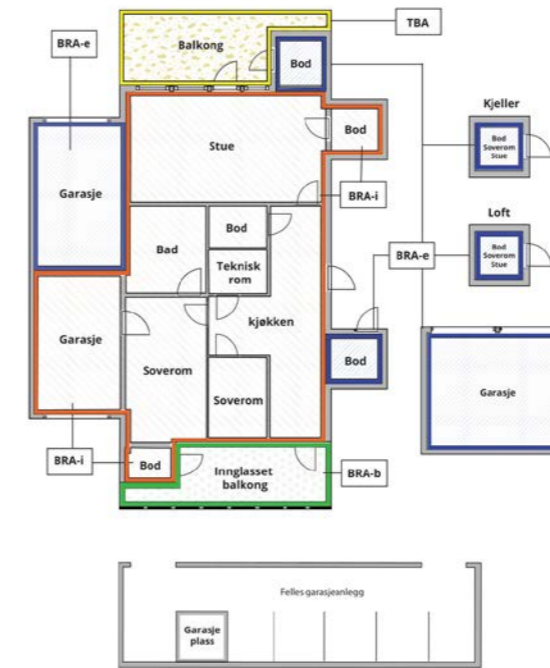 TBA
BRA-e
Balkong
Bod
Kjeller
Bod
Soverom
Stue
Stue
Bod
BRA-i
Garasje
Loft
Bod
Soverom
Stue
Bad
Bod
Teknisk
rom
BRA-e
kjøkken
Garasje
Soverom
Bod
Garasje
Soverom
BRA-i
Bod
Innglasset
balkong
BRA-b
Felles garasjeanlegg
Garasje
plass